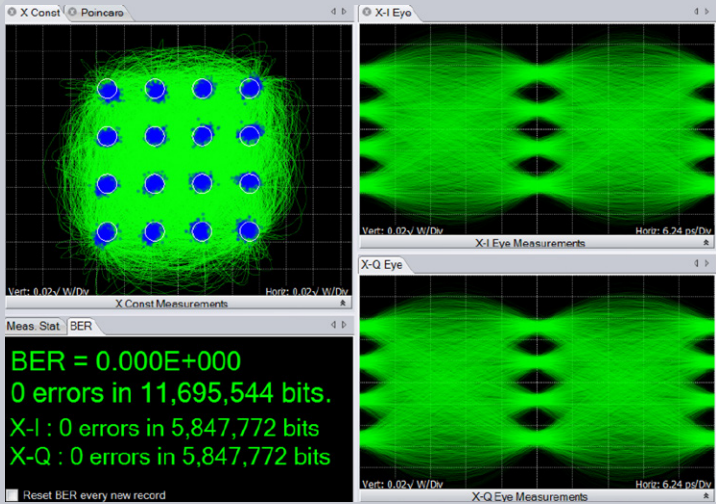 X Const
Poincaro
Vert: 0.02√ W/Div
Horiz: 0.02√ W/Div
X Const Measurements
Meas. Stat.
BER
BER = 0.000E+000
0 errors in 11,695,544 bits.
X-I : 0 errors in 5,847,772 bits
X-Q : 0 errors in 5,847,772 bits
Reset BER every new record
X-I Eye
Vert: 0.02√ W/Div
Horiz: 6.24 ps/Div
X-I Eye Measurements
X-Q Eye
Vert: 0.02√ W/Div
Horiz: 6.24 ps/Div
X-Q Eye Measurements